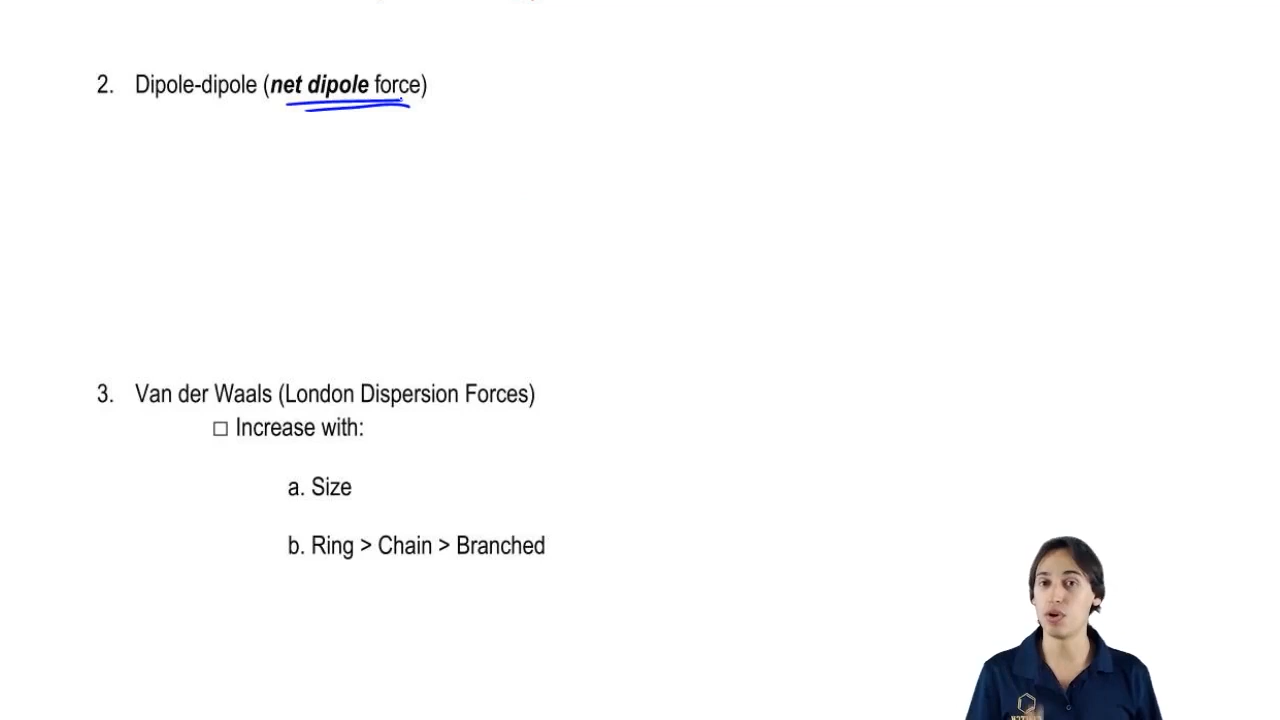 2. Dipole-dipole (net dipole force)
3. Van der Waals (London Dispersion Forces)
□ Increase with:
a. Size
b. Ring > Chain > Branched